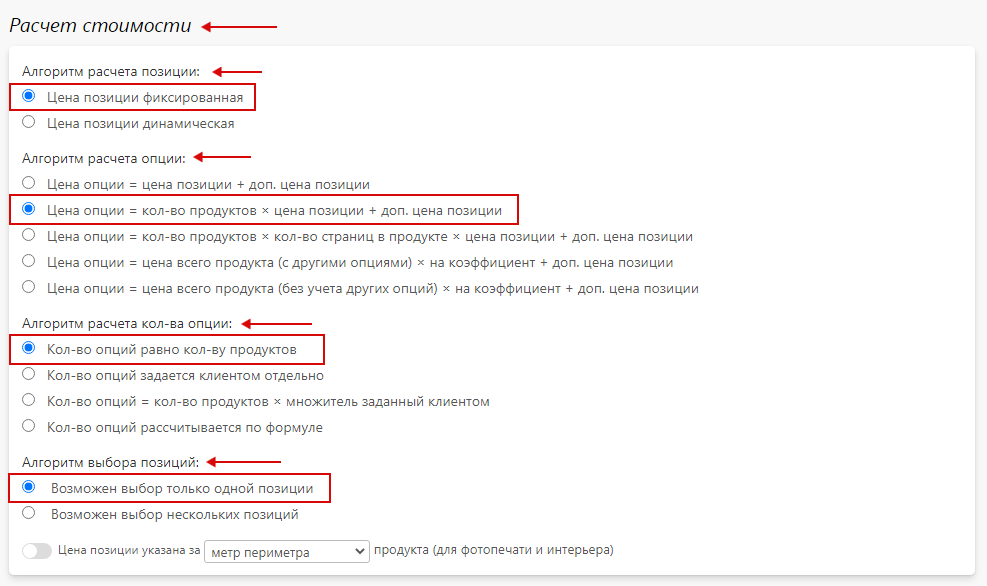 Расчет стоимости
Алгоритм расчета позиции:
Цена позиции фиксированная
Цена позиции динамическая
Алгоритм расчета опции:
Цена опции = цена позиции + доп. цена позиции
Цена опции = кол-во продуктов × цена позиции + доп. цена позиции
Цена опции = кол-во продуктов × кол-во страниц в продукте × цена позиции + доп. цена позиции
Цена опции = цена всего продукта (с другими опциями) × на коэффициент + доп. цена позиции
Цена опции = цена всего продукта (без учета других опций) × на коэффициент + доп. цена позиции
Алгоритм расчета кол-ва опции:
Кол-во опций равно кол-ву продуктов
Кол-во опций задается клиентом отдельно
Кол-во опций = кол-во продуктов × множитель заданный клиентом
Кол-во опций рассчитывается по формуле
Алгоритм выбора позиций:
Возможен выбор только одной позиции
Возможен выбор нескольких позиций
Цена позиции указана за метр периметра продукта (для фотопечати и интерьера)